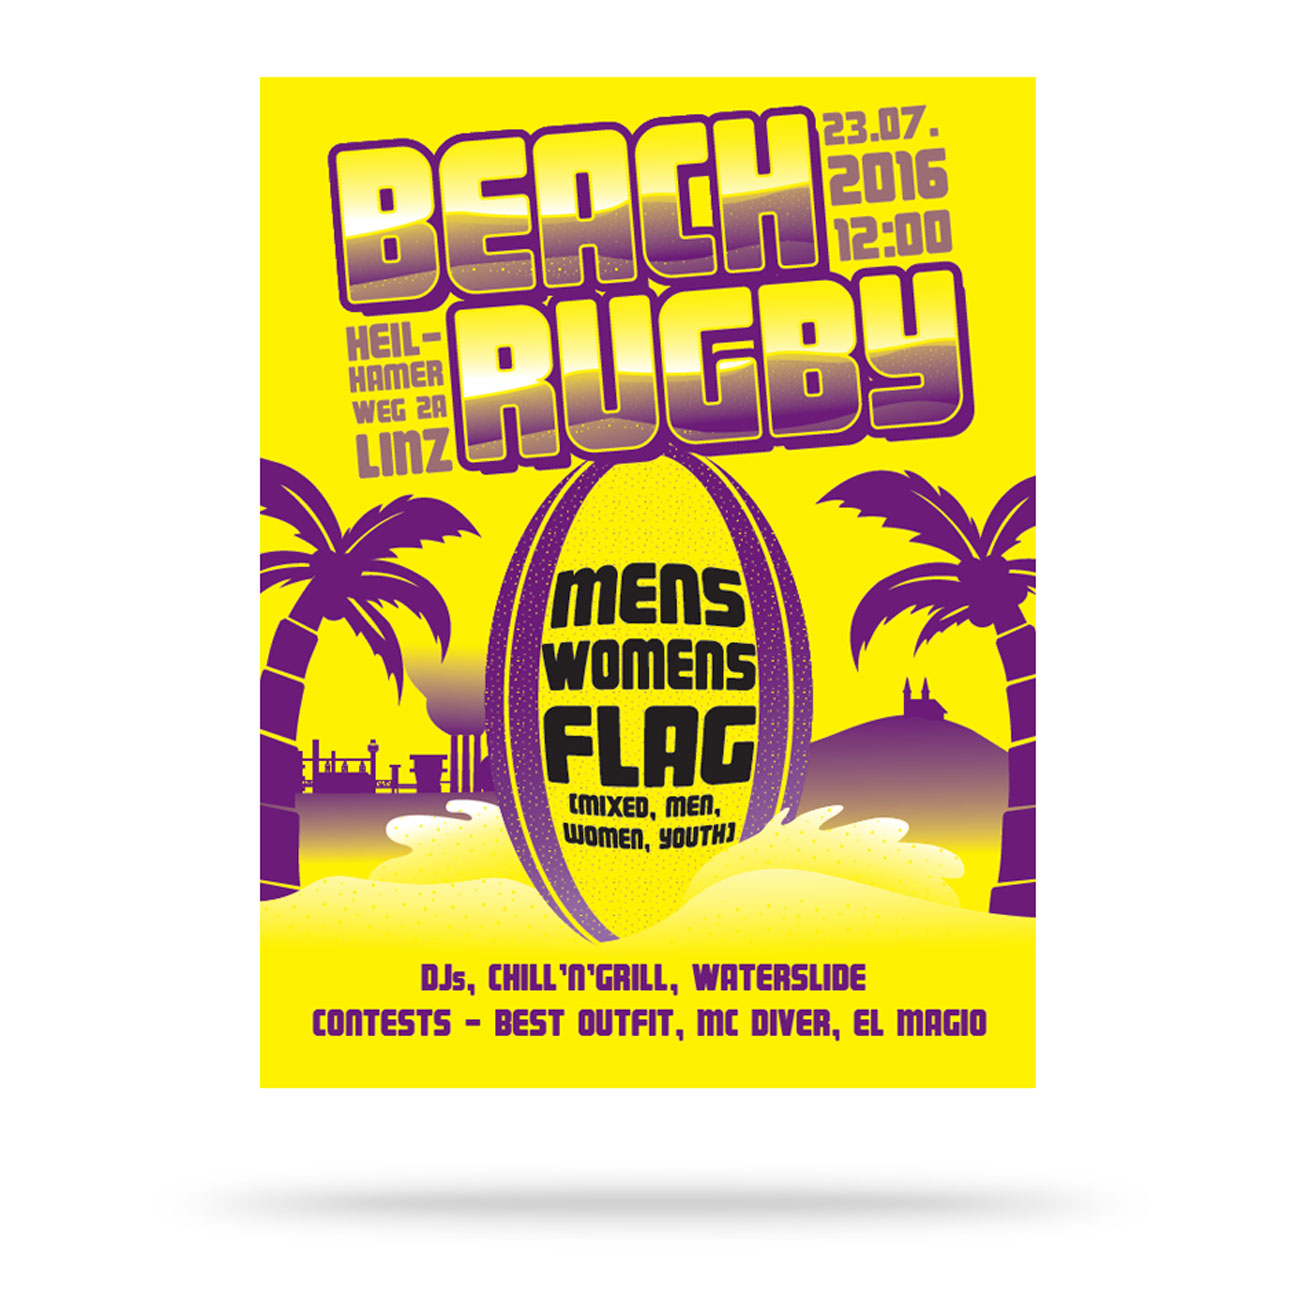 BEACH
RUGBY
23.07.
2016
12:00
HEIL-
HAMER
WEG 2A
LINZ
MENS
WOMENS
FLAG
(MIXED, MEN,
WOMEN, YOUTH)
DJs, CHILL'N'GRILL, WATERSLIDE
CONTESTS - BEST OUTFIT, MC DIVER, EL MAGIO